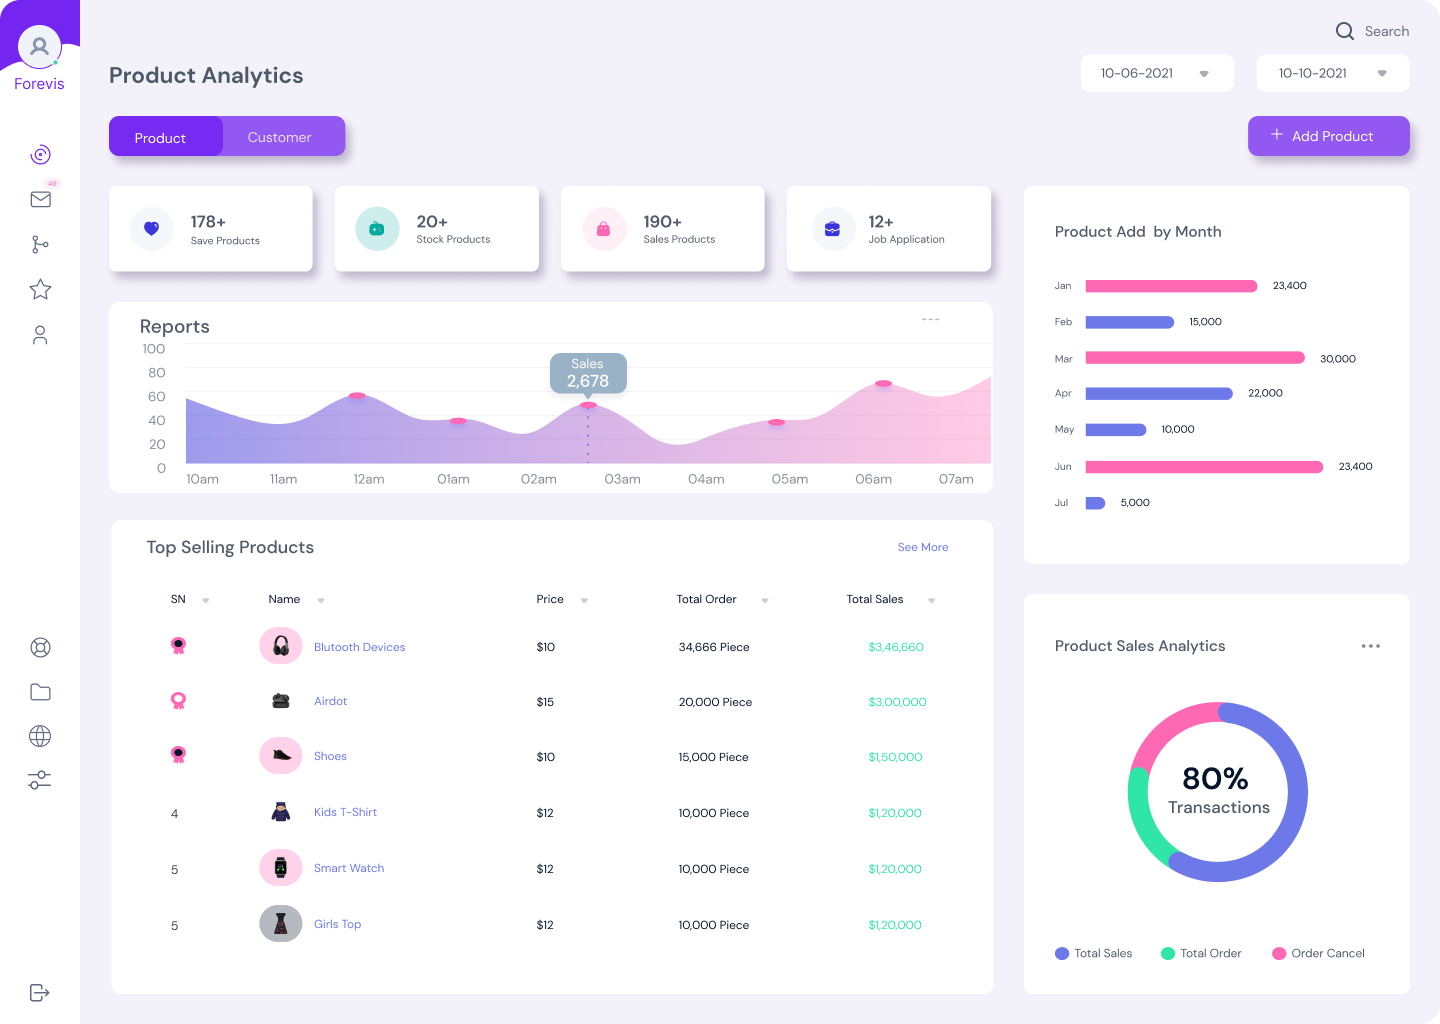 Search
Forevis
Product Analytics
10-06-2021
10-10-2021
Product
Customer
+ Add Product
49
178+
Save Products
20+
Stock Products
190+
Sales Products
12+
Job Application
Reports
100
80
60
40
20
0
Sales
2,678
10am 11am 12am 01am 02am 03am 04am 05am 06am 07am
Product Add by Month
Jan 23,400
Feb 15,000
Mar 30,000
Apr 22,000
May 10,000
Jun 23,400
Jul 5,000
Top Selling Products
See More
SN Name Price Total Order Total Sales
Blutooth Devices $10 34,666 Piece $3,46,660
Airdot $15 20,000 Piece $3,00,000
Shoes $10 15,000 Piece $1,50,000
4 Kids T-Shirt $12 10,000 Piece $1,20,000
5 Smart Watch $12 10,000 Piece $1,20,000
5 Girls Top $12 10,000 Piece $1,20,000
Product Sales Analytics
80%
Transactions
Total Sales Total Order Order Cancel